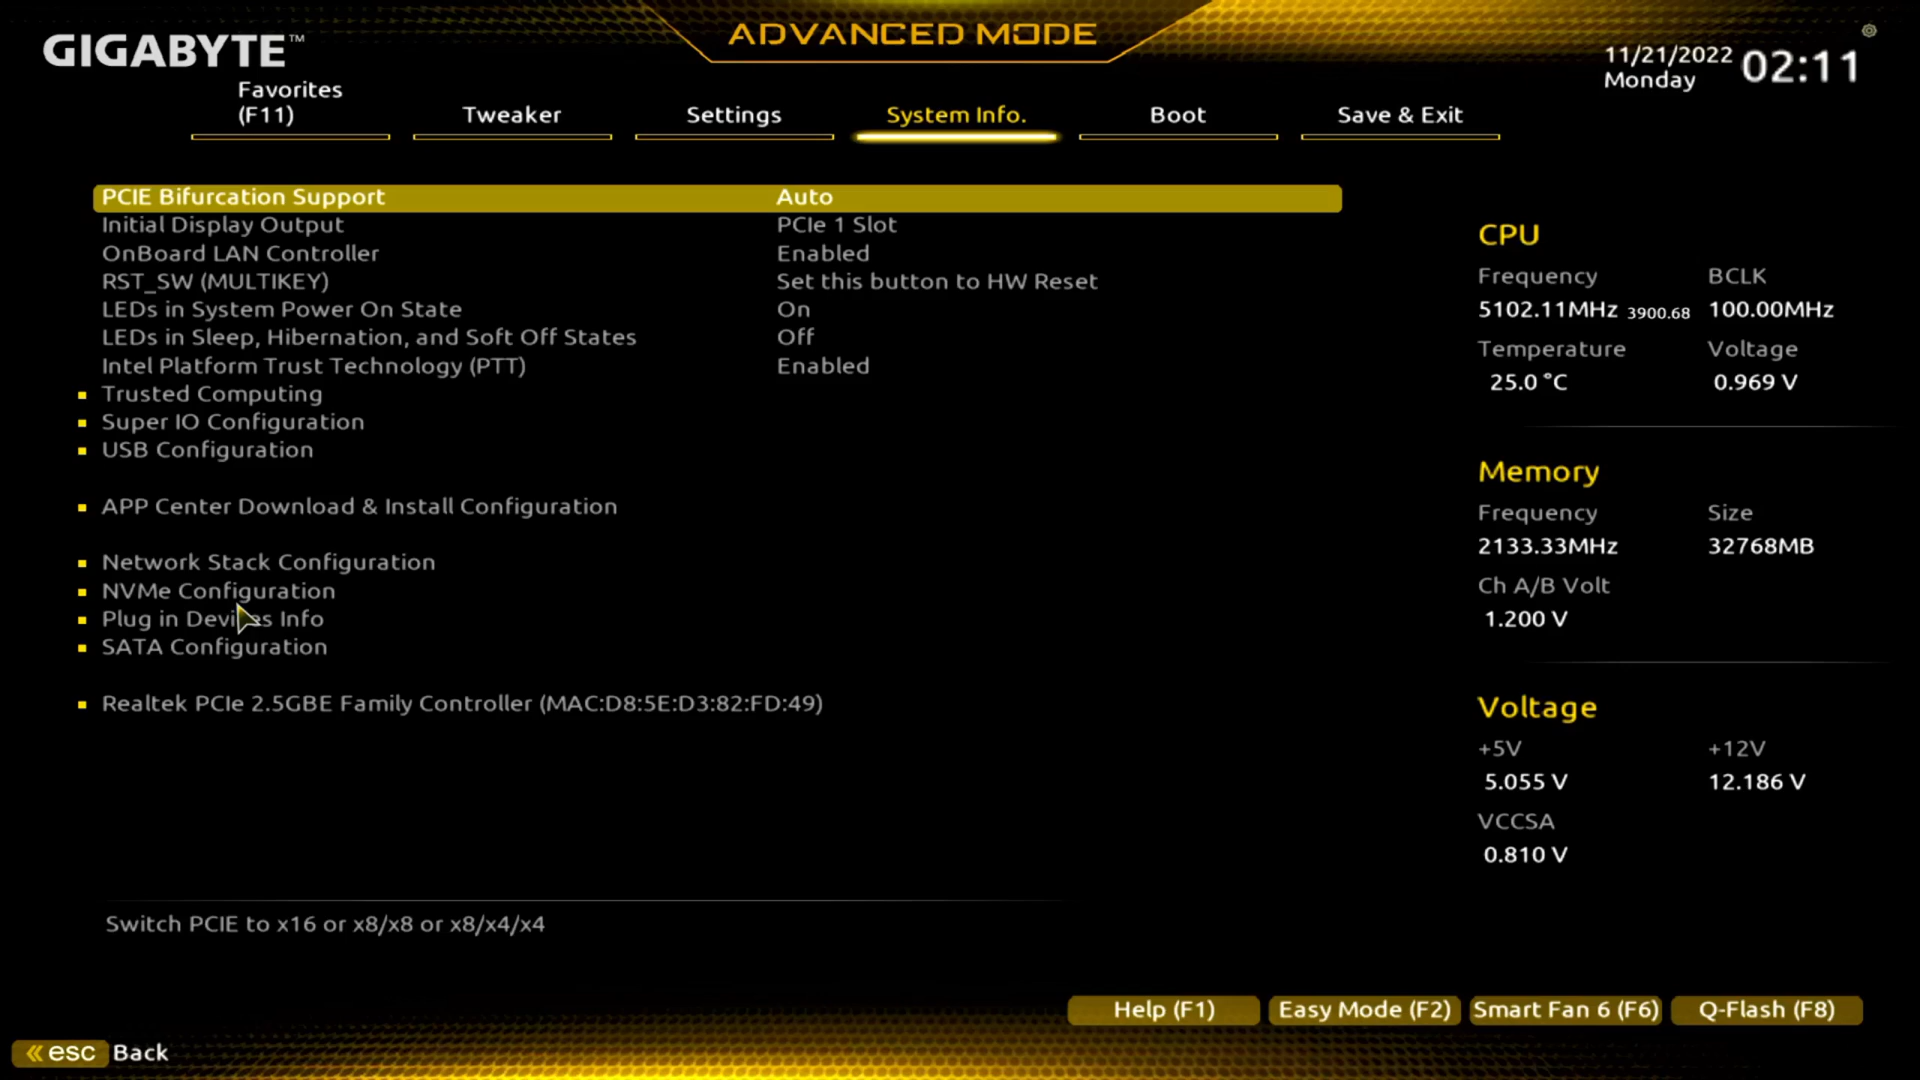 GIGABYTE™
ADVANCED MODE
11/21/2022
Monday
02:11
Favorites
(F11)
Tweaker
Settings
System Info.
Boot
Save & Exit
PCIE Bifurcation Support Auto
Initial Display Output PCIe 1 Slot
OnBoard LAN Controller Enabled
RST_SW (MULTIKEY) Set this button to HW Reset
LEDs in System Power On State On
LEDs in Sleep, Hibernation, and Soft Off States Off
Intel Platform Trust Technology (PTT) Enabled
Trusted Computing
Super IO Configuration
USB Configuration
APP Center Download & Install Configuration
Network Stack Configuration
NVMe Configuration
Plug in Devices Info
SATA Configuration
Realtek PCIe 2.5GBE Family Controller (MAC:D8:5E:D3:82:FD:49)
CPU
Frequency BCLK
5102.11MHz 3900.68 100.00MHz
Temperature Voltage
25.0 °C 0.969 V
Memory
Frequency Size
2133.33MHz 32768MB
Ch A/B Volt
1.200 V
Voltage
+5V +12V
5.055 V 12.186 V
VCCSA
0.810 V
Switch PCIE to x16 or x8/x8 or x8/x4/x4
Help (F1) Easy Mode (F2) Smart Fan 6 (F6) Q-Flash (F8)
esc Back